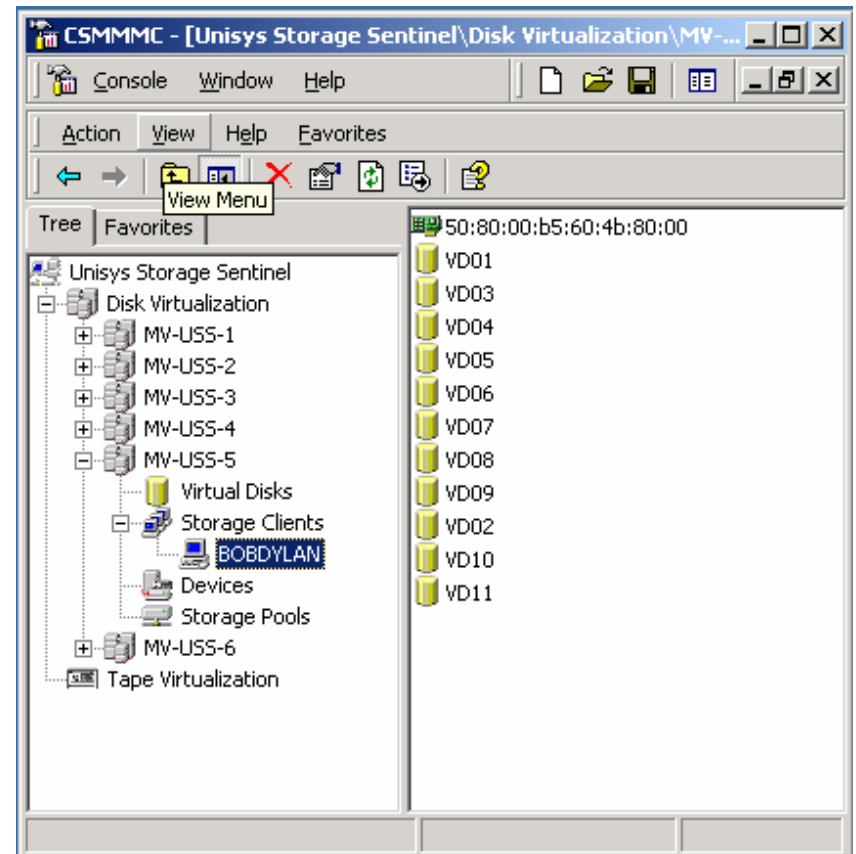 CSMMMC - [Unisys Storage Sentinel\Disk Virtualization\MV-...
Console Window Help
Action View Help Favorites
View Menu
Tree Favorites
Unisys Storage Sentinel
Disk Virtualization
MV-USS-1
MV-USS-2
MV-USS-3
MV-USS-4
MV-USS-5
Virtual Disks
Storage Clients
BOBDYLAN
Devices
Storage Pools
MV-USS-6
Tape Virtualization
50:80:00:b5:60:4b:80:00
VD01
VD03
VD04
VD05
VD06
VD07
VD08
VD09
VD02
VD10
VD11